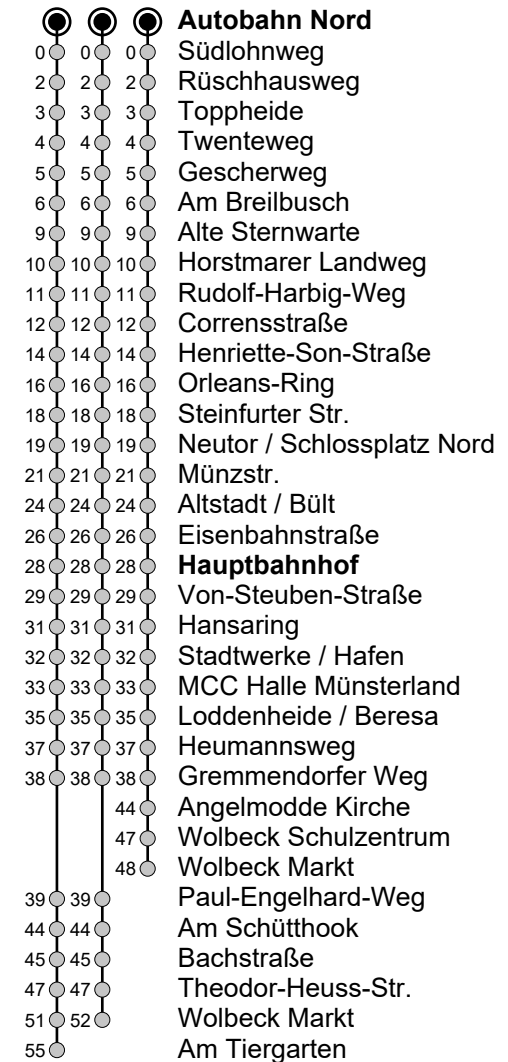 Autobahn Nord
0 0 0 Südlohnweg
2 2 2 Rüschhausweg
3 3 3 Toppheide
4 4 4 Twenteweg
5 5 5 Gescherweg
6 6 6 Am Breilbusch
9 9 9 Alte Sternwarte
10 10 10 Horstmarer Landweg
11 11 11 Rudolf-Harbig-Weg
12 12 12 Corrensstraße
14 14 14 Henriette-Son-Straße
16 16 16 Orleans-Ring
18 18 18 Steinfurter Str.
19 19 19 Neutor / Schlossplatz Nord
21 21 21 Münzstr.
24 24 24 Altstadt / Bült
26 26 26 Eisenbahnstraße
28 28 28 Hauptbahnhof
29 29 29 Von-Steuben-Straße
31 31 31 Hansaring
32 32 32 Stadtwerke / Hafen
33 33 33 MCC Halle Münsterland
35 35 35 Loddenheide / Beresa
37 37 37 Heumannsweg
38 38 38 Gremmendorfer Weg
44 Angelmodde Kirche
47 Wolbeck Schulzentrum
48 Wolbeck Markt
39 39 Paul-Engelhard-Weg
44 44 Am Schütthook
45 45 Bachstraße
47 47 Theodor-Heuss-Str.
51 52 Wolbeck Markt
55 Am Tiergarten